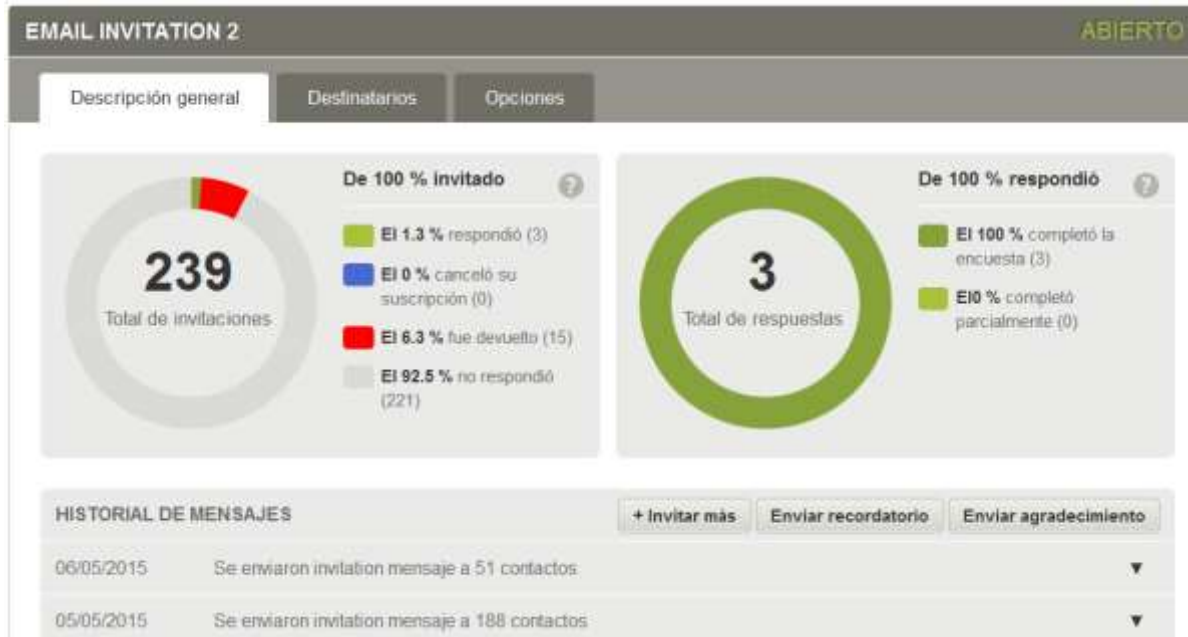 EMAIL INVITATION 2
ABIERTO
Descripción general
Destinatarios
Opciones
De 100 % invitado
?
239
Total de invitaciones
El 1.3 % respondió (3)
El 0 % canceló su
suscripción (0)
El 6.3 % fue devuelto (15)
El 92.5 % no respondió
(221)
De 100 % respondió
?
3
Total de respuestas
El 100 % completó la
encuesta (3)
El0 % completó
parcialmente (0)
HISTORIAL DE MENSAJES
+ Invitar más
Enviar recordatorio
Enviar agradecimiento
06/05/2015 Se enviaron invitation mensaje a 51 contactos
05/05/2015 Se enviaron invitation mensaje a 188 contactos